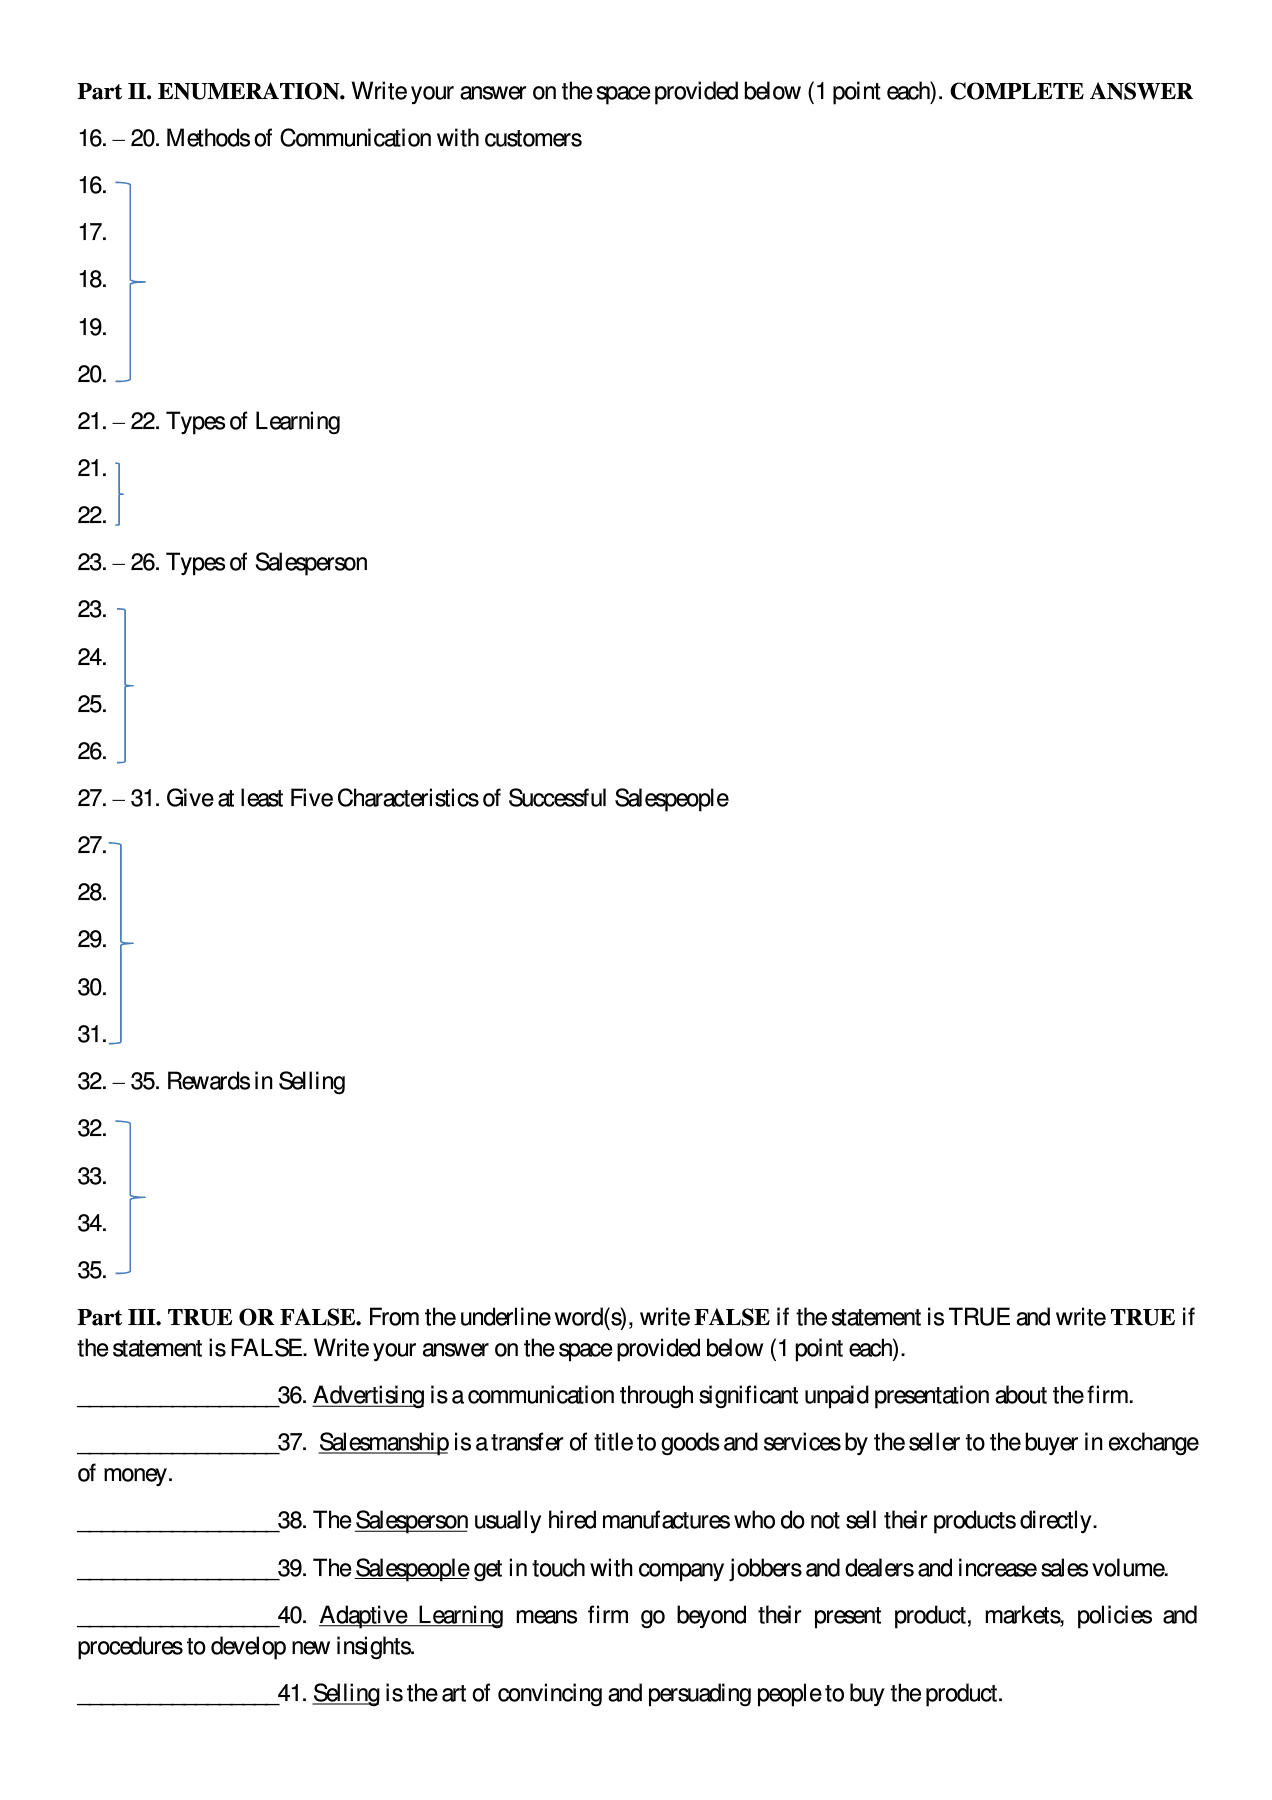 Part II. ENUMERATION. Write your answer on the space provided below (1 point each). COMPLETE ANSWER
16. – 20. Methods of Communication with customers
16.
17.
18.
19.
20.
21. – 22. Types of Learning
21.
22.
23. – 26. Types of Salesperson
23.
24.
25.
26.
27. – 31. Give at least Five Characteristics of Successful Salespeople
27.
28.
29.
30.
31.
32. – 35. Rewards in Selling
32.
33.
34.
35.
Part III. TRUE OR FALSE. From the underline word(s), write FALSE if the statement is TRUE and write TRUE if
the statement is FALSE. Write your answer on the space provided below (1 point each).
_________________36. Advertising is a communication through significant unpaid presentation about the firm.
_________________37. Salesmanship is a transfer of title to goods and services by the seller to the buyer in exchange
of money.
_________________38. The Salesperson usually hired manufactures who do not sell their products directly.
_________________39. The Salespeople get in touch with company jobbers and dealers and increase sales volume.
_________________40. Adaptive Learning means firm go beyond their present product, markets, policies and
procedures to develop new insights.
_________________41. Selling is the art of convincing and persuading people to buy the product.